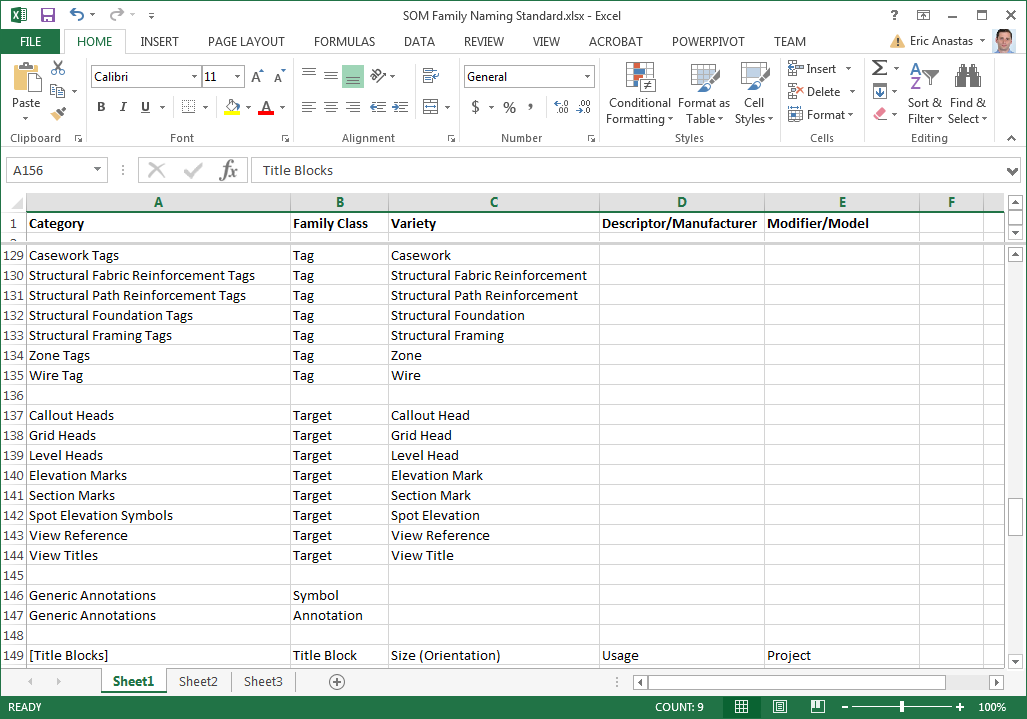 SOM Family Naming Standard.xlsx - Excel
FILE HOME INSERT PAGE LAYOUT FORMULAS DATA REVIEW VIEW ACROBAT POWERPIVOT TEAM Eric Anastas
Paste
Calibri 11
B I U A
General
$ % ,
Conditional Formatting
Format as Table
Cell Styles
Insert
Delete
Format
Sort & Filter
Find & Select
Clipboard Font Alignment Number Styles Cells Editing
A156 fx Title Blocks
A B C D E F
1 Category Family Class Variety Descriptor/Manufacturer Modifier/Model
129 Casework Tags Tag Casework
130 Structural Fabric Reinforcement Tags Tag Structural Fabric Reinforcement
131 Structural Path Reinforcement Tags Tag Structural Path Reinforcement
132 Structural Foundation Tags Tag Structural Foundation
133 Structural Framing Tags Tag Structural Framing
134 Zone Tags Tag Zone
135 Wire Tag Tag Wire
136
137 Callout Heads Target Callout Head
138 Grid Heads Target Grid Head
139 Level Heads Target Level Head
140 Elevation Marks Target Elevation Mark
141 Section Marks Target Section Mark
142 Spot Elevation Symbols Target Spot Elevation
143 View Reference Target View Reference
144 View Titles Target View Title
145
146 Generic Annotations Symbol
147 Generic Annotations Annotation
148
149 [Title Blocks] Title Block Size (Orientation) Usage Project
Sheet1 Sheet2 Sheet3
READY COUNT: 9 100%